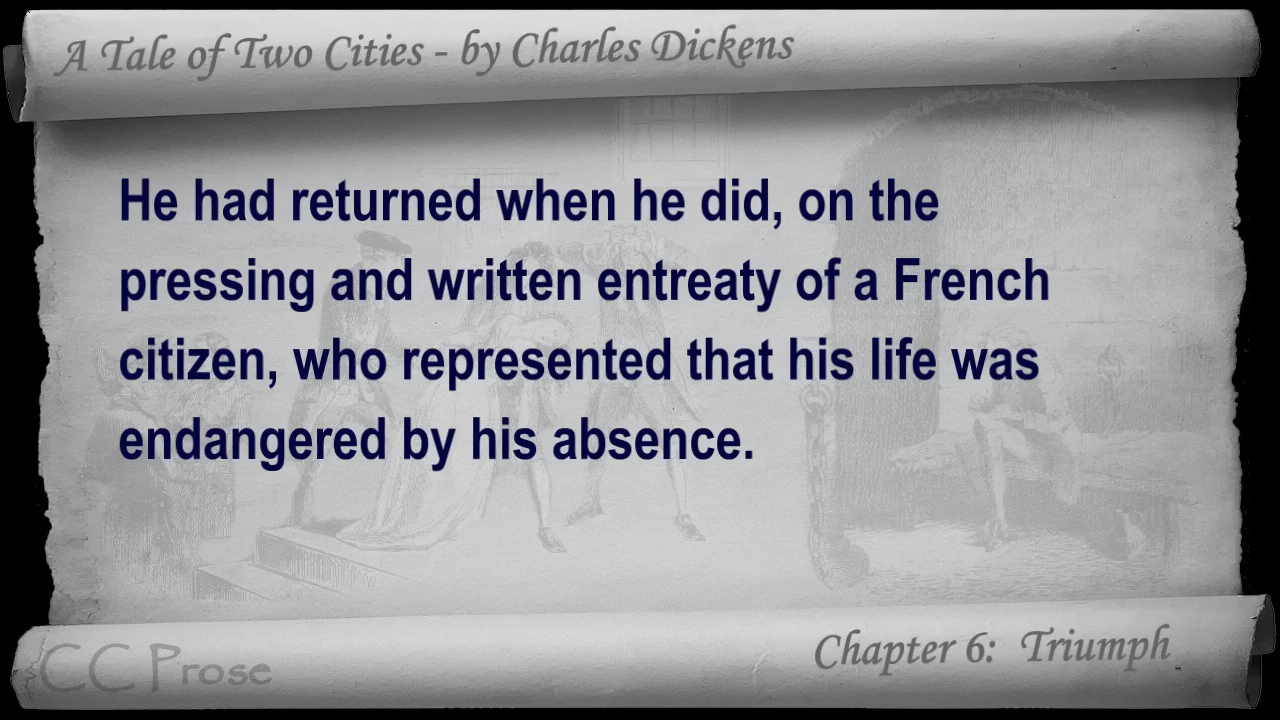 A Tale of Two Cities - by Charles Dickens
He had returned when he did, on the
pressing and written entreaty of a French
citizen, who represented that his life was
endangered by his absence.
Chapter 6: Triumph
CC Prose